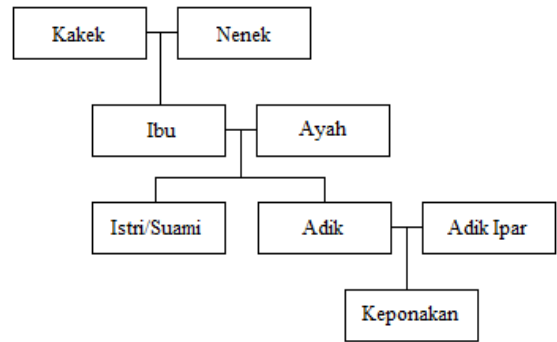 Kakek
Nenek
Ibu
Ayah
Istri/Suami
Adik
Adik Ipar
Keponakan